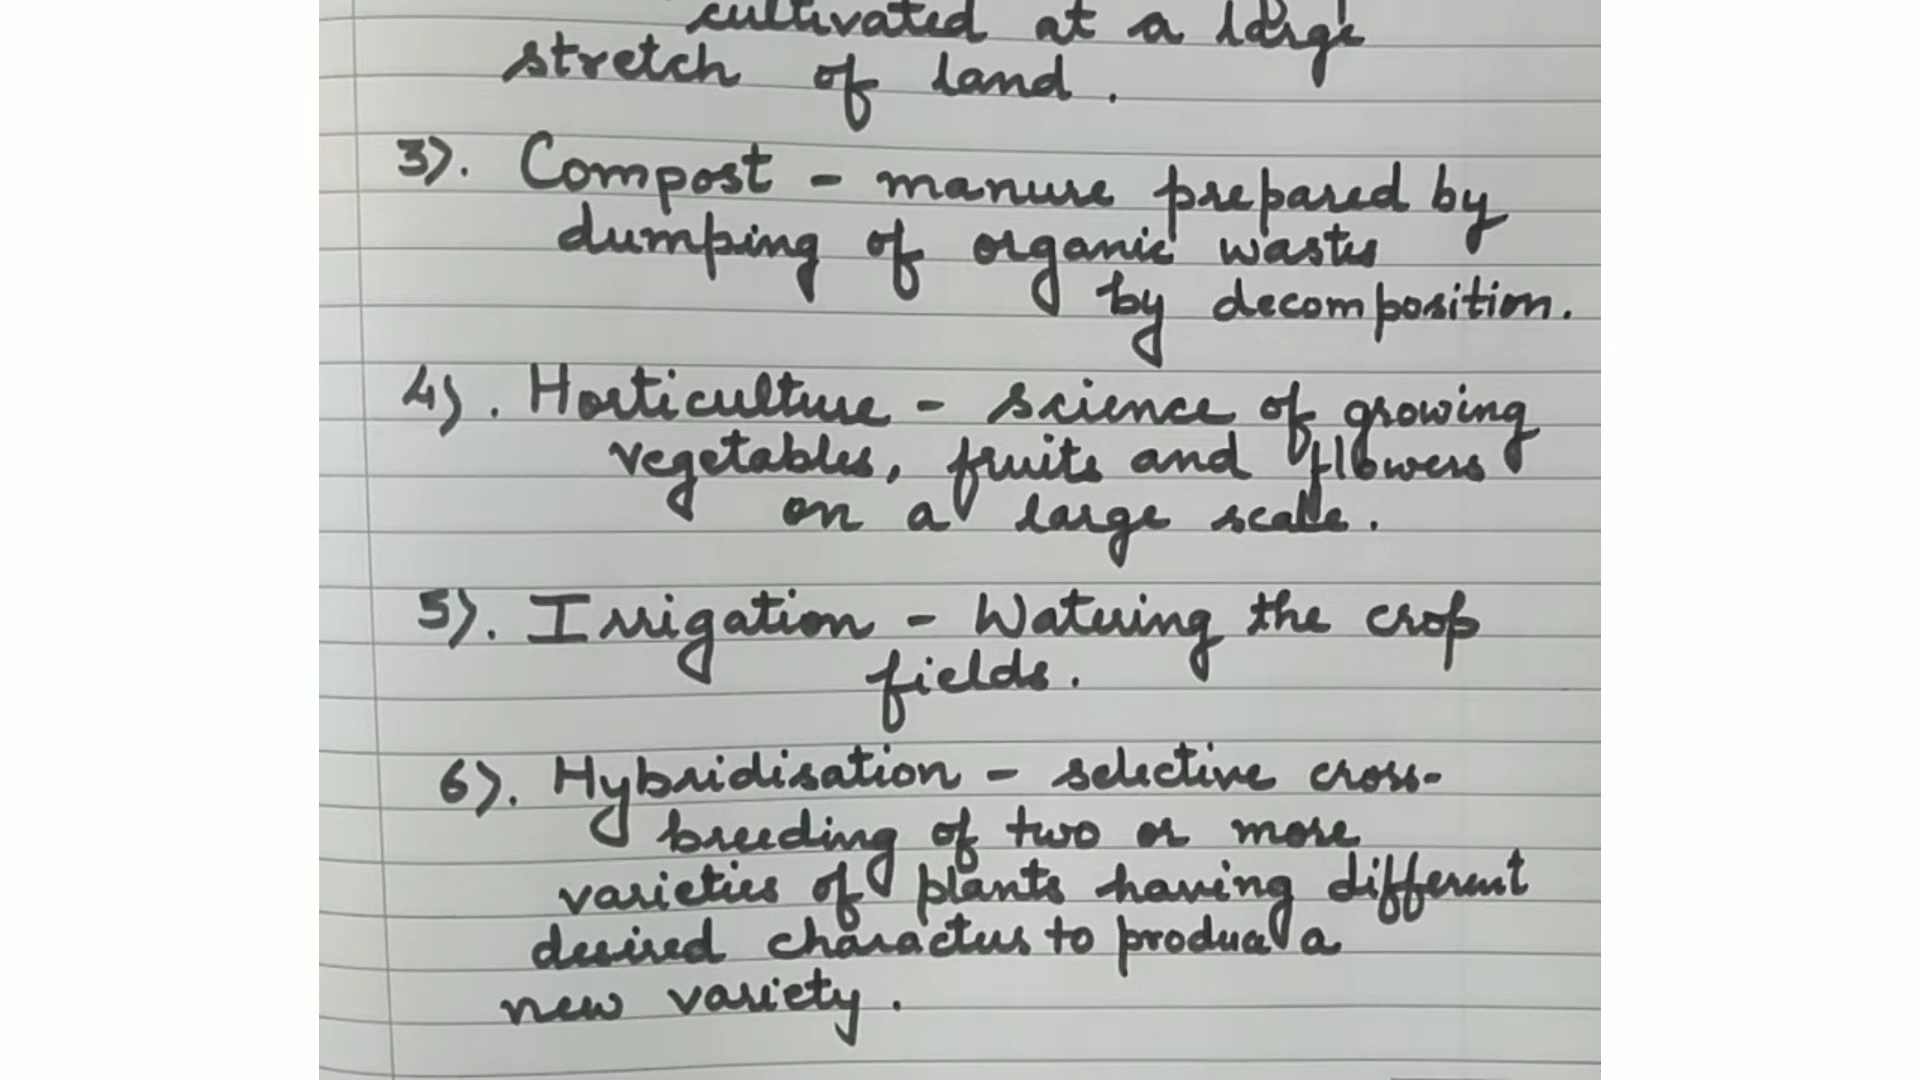 cultivated at a large
stretch of land.
3). Compost - manure prepared by
dumping of organic wastes
by decomposition.
4). Horticulture - science of growing
vegetables, fruits and flowers
on a large scale.
5). Irrigation - Watering the crop
fields.
6). Hybridisation - selective cross-
breeding of two or more
varieties of plants having different
desired characters to produce a
new variety.